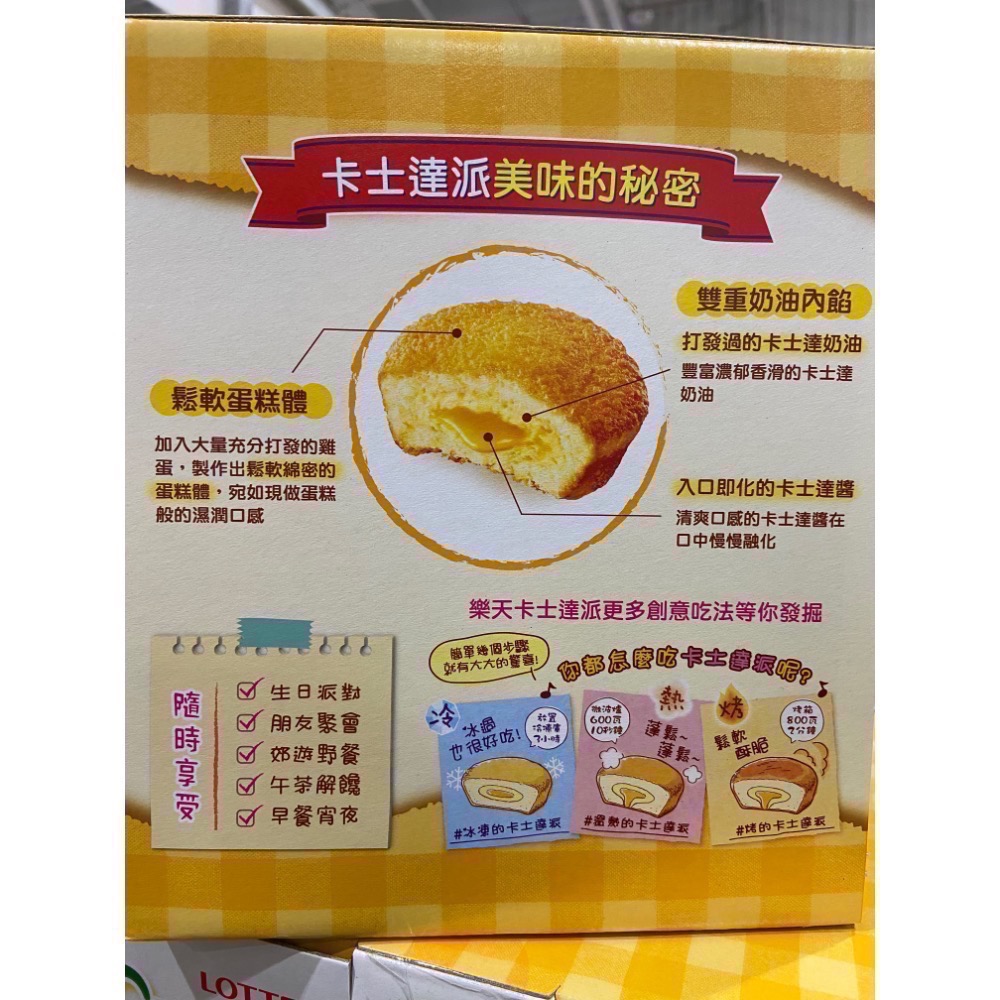 卡士達派美味的秘密
雙重奶油內餡
打發過的卡士達奶油
豐富濃郁香滑的卡士達
奶油
鬆軟蛋糕體
加入大量充分打發的雞
蛋，製作出鬆軟綿密的
蛋糕體，宛如現做蛋糕
般的濕潤口感
入口即化的卡士達醬
清爽口感的卡士達醬在
口中慢慢融化
樂天卡士達派更多創意吃法等你發掘
簡單幾個步驟
就有大大的驚喜!
你都怎麼吃卡士達派呢?
隨時享受
生日派對
朋友聚會
郊遊野餐
午茶解饞
早餐宵夜
冷
冰過
也很好吃!
放置
冷凍庫
#冰凍的卡士達派
熱
微波爐
600瓦
10秒鐘
蓬鬆~
蓬鬆~
#溫熱的卡士達派
烤
烤箱
800瓦
2分鐘
鬆軟
酥脆
#烤的卡士達派